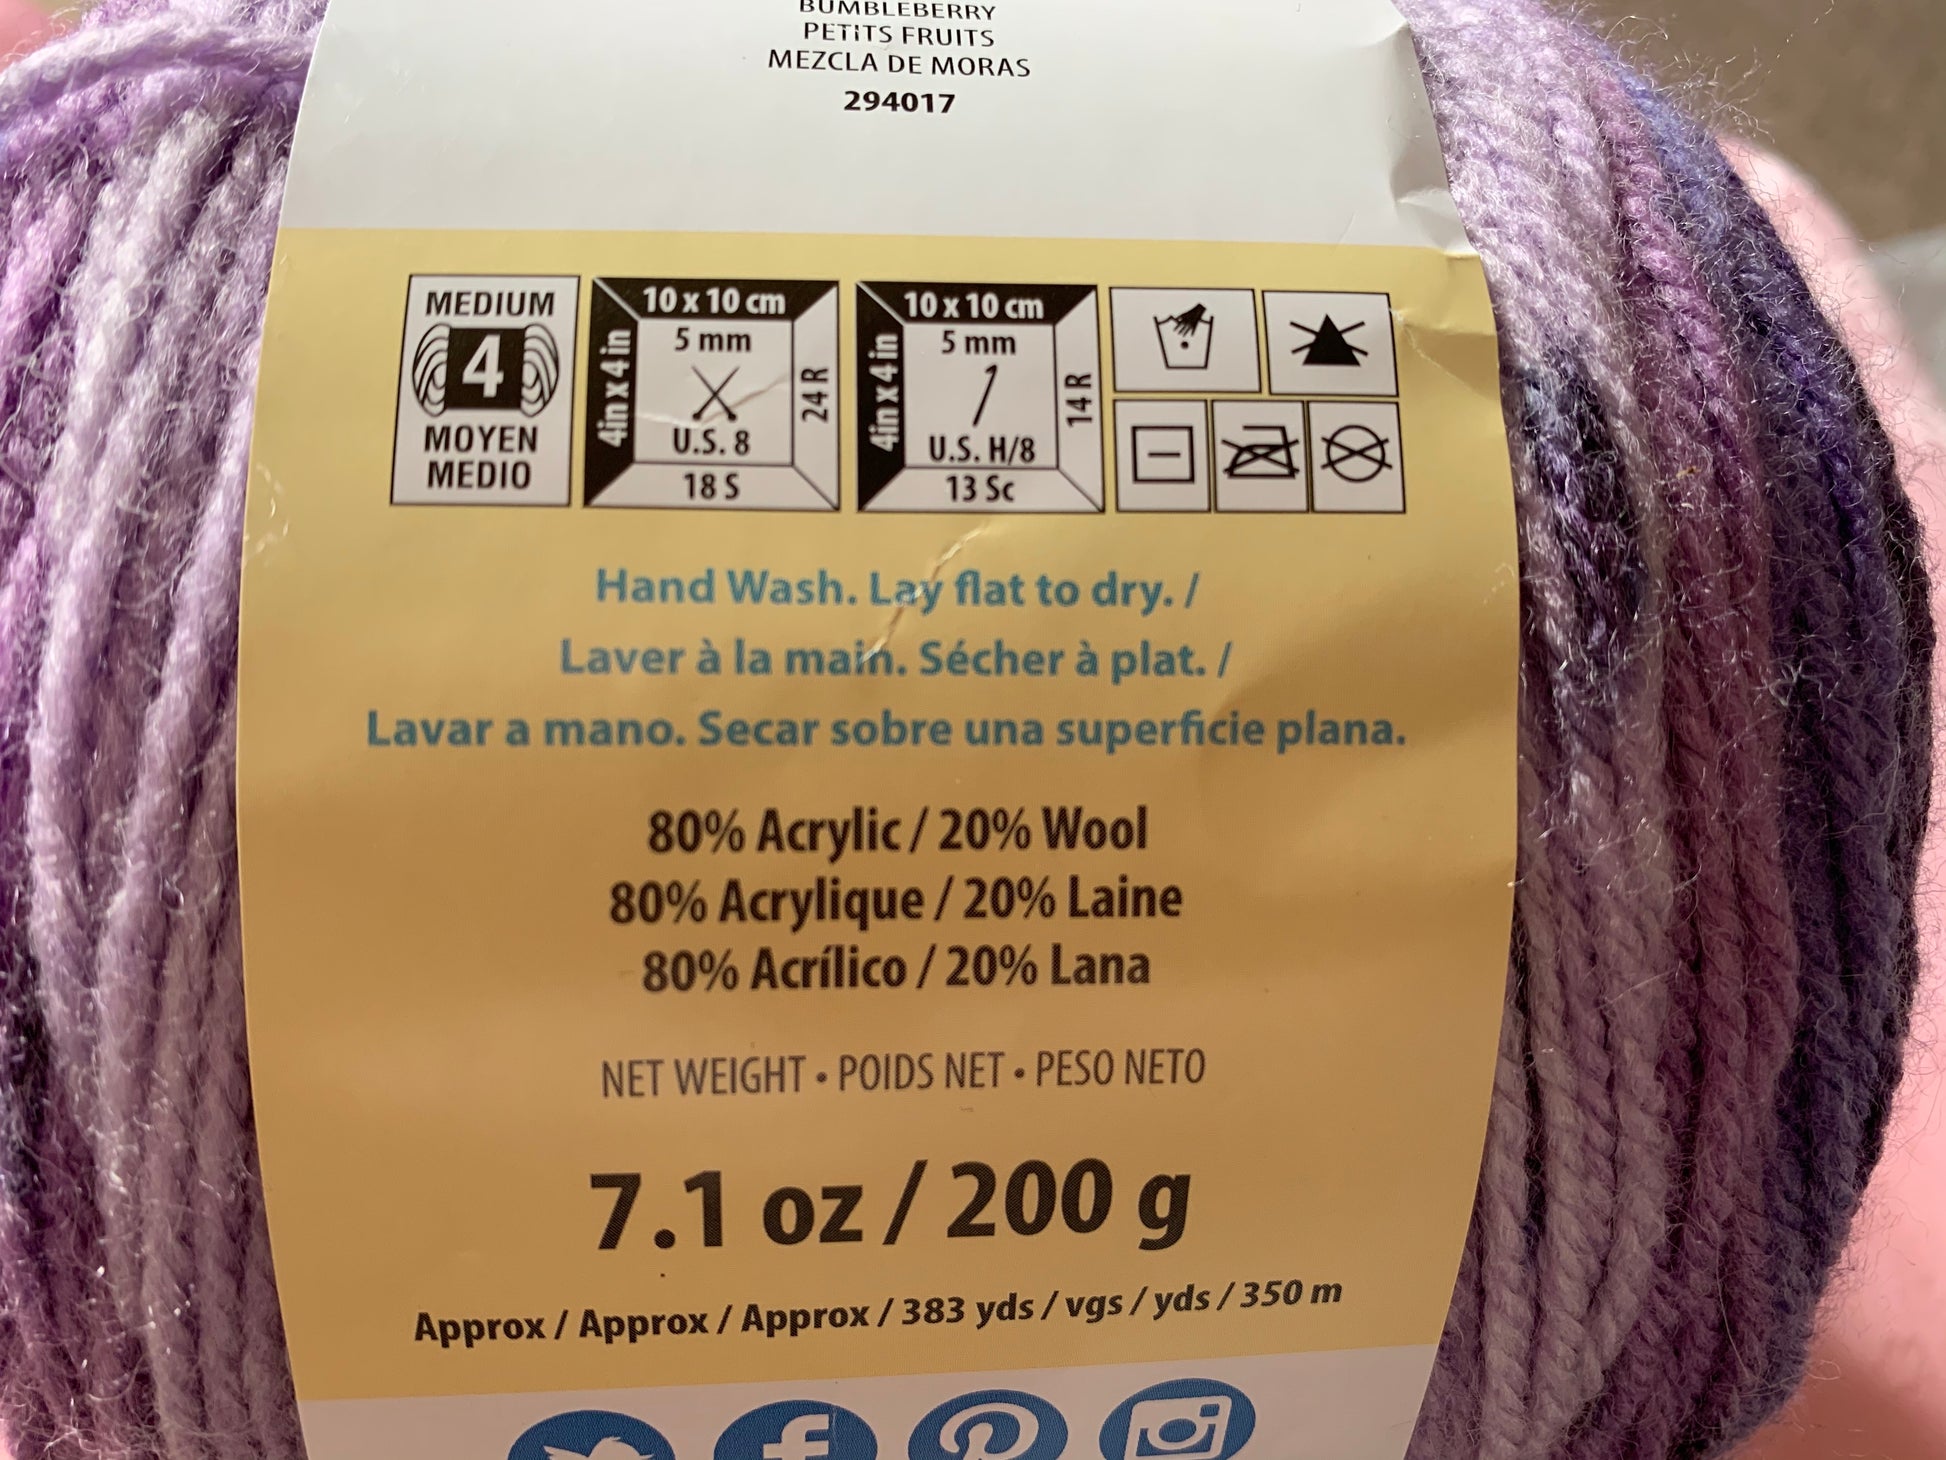 BUMBLEBERRY
PETITS FRUITS
MEZCLA DE MORAS
294017
MEDIUM
4
MOYEN
MEDIO
10 x 10 cm
4in x 4 in
5 mm
U.S. 8
24 R
18 S
10 x 10 cm
4in x 4 in
5 mm
U.S. H/8
14 R
13 Sc
Hand Wash. Lay flat to dry. /
Laver à la main. Sécher à plat. /
Lavar a mano. Secar sobre una superficie plana.
80% Acrylic / 20% Wool
80% Acrylique / 20% Laine
80% Acrílico / 20% Lana
NET WEIGHT • POIDS NET • PESO NETO
7.1 oz / 200 g
Approx / Approx / Approx / 383 yds / vgs / yds / 350 m